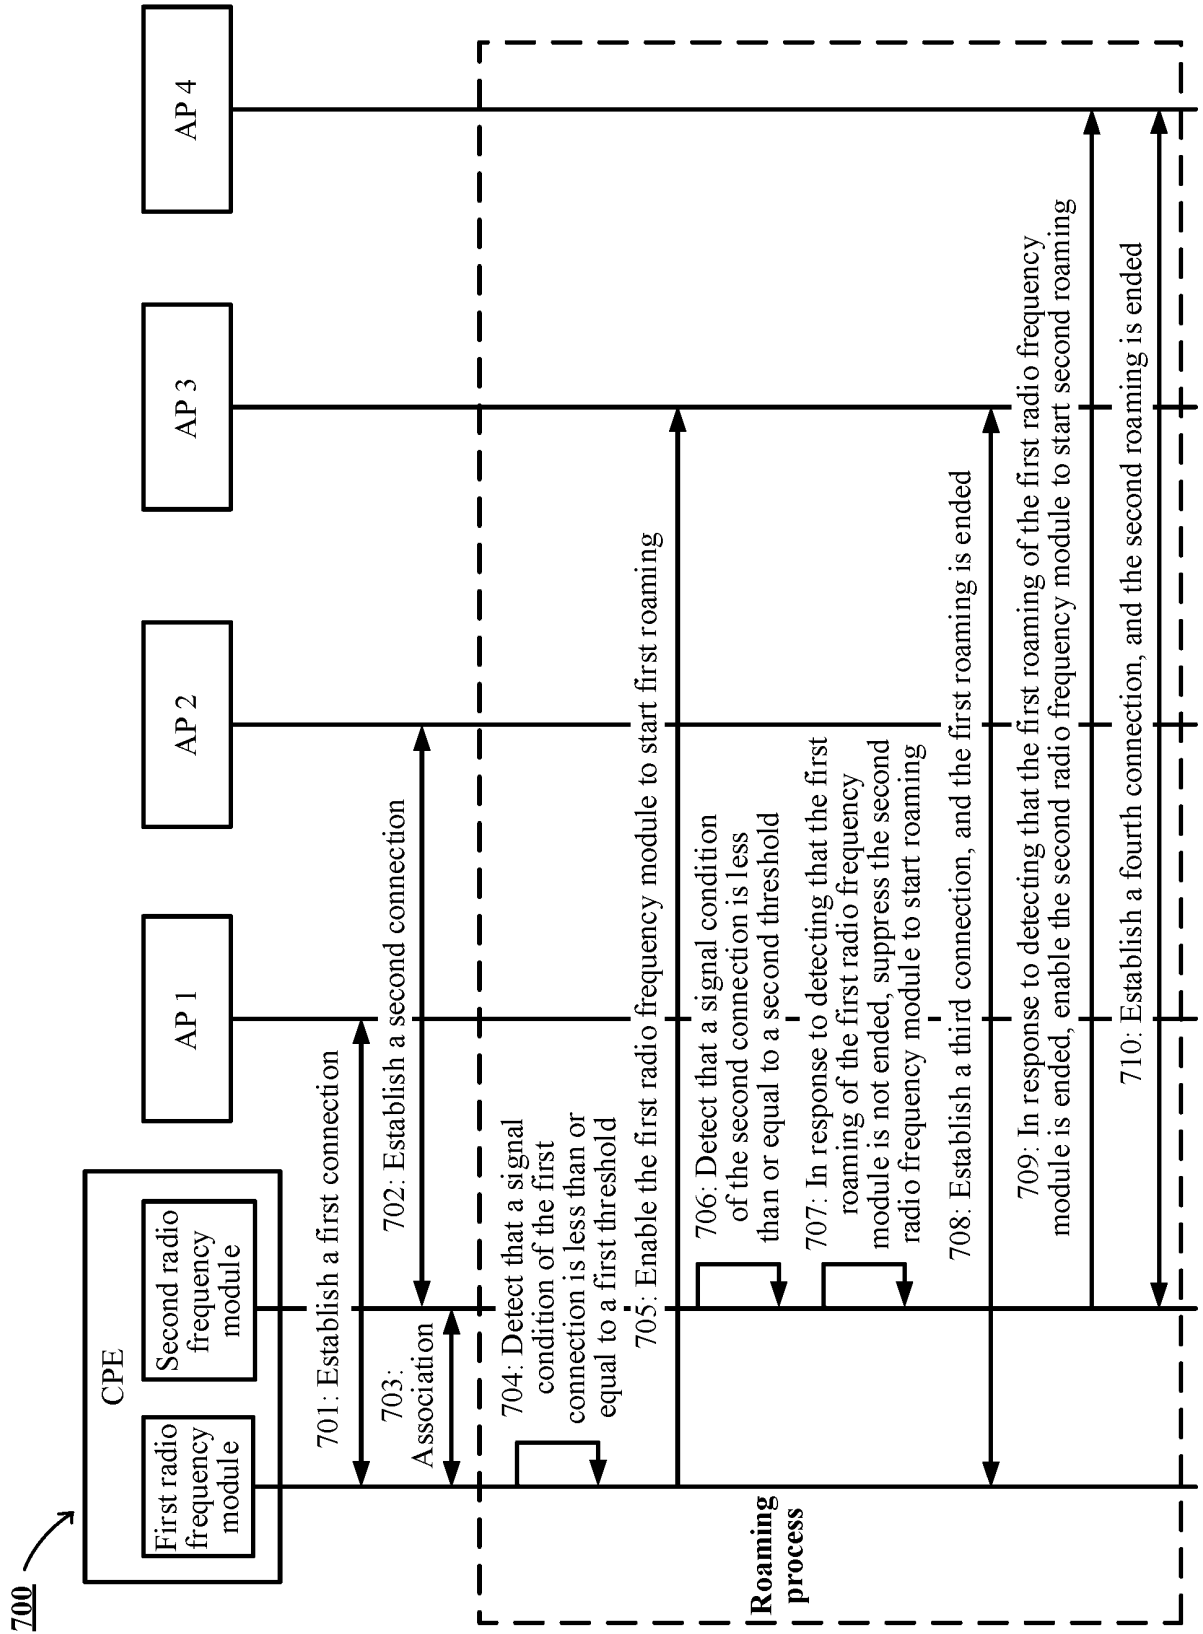 700
CPE
First radio
frequency
module
Second radio
frequency
module
AP 1
AP 2
AP 3
AP 4
701: Establish a first connection
702: Establish a second connection
703:
Association
Roaming
process
704: Detect that a signal
condition of the first
connection is less than or
equal to a first threshold
705: Enable the first radio frequency module to start first roaming
706: Detect that a signal condition
of the second connection is less
than or equal to a second threshold
707: In response to detecting that the first
roaming of the first radio frequency
module is not ended, suppress the second
radio frequency module to start roaming
708: Establish a third connection, and the first roaming is ended
709: In response to detecting that the first roaming of the first radio frequency
module is ended, enable the second radio frequency module to start second roaming
710: Establish a fourth connection, and the second roaming is ended